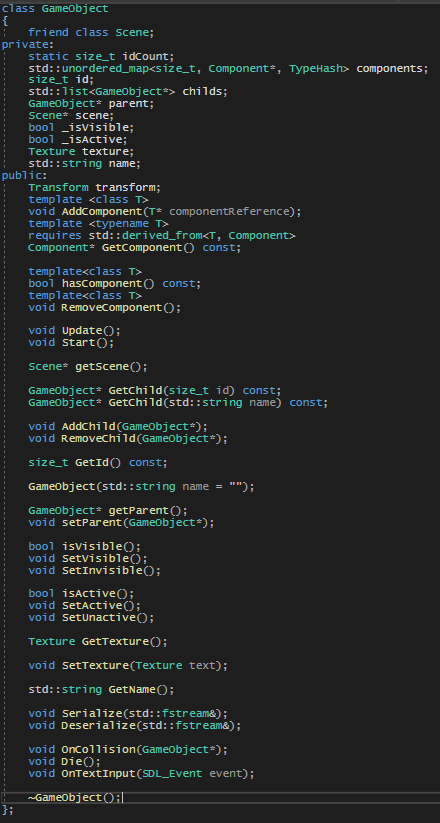 class GameObject
{
friend class Scene;
private:
static size_t idCount;
std::unordered_map<size_t, Component*, TypeHash> components;
size_t id;
std::list<GameObject*> childs;
GameObject* parent;
Scene* scene;
bool _isVisible;
bool _isActive;
Texture texture;
std::string name;
public:
Transform transform;
template <class T>
void AddComponent(T* componentReference);
template <typename T>
requires std::derived_from<T, Component>
Component* GetComponent() const;
template<class T>
bool hasComponent() const;
template<class T>
void RemoveComponent();
void Update();
void Start();
Scene* getScene();
GameObject* GetChild(size_t id) const;
GameObject* GetChild(std::string name) const;
void AddChild(GameObject*);
void RemoveChild(GameObject*);
size_t GetId() const;
GameObject(std::string name = "");
GameObject* getParent();
void setParent(GameObject*);
bool isVisible();
void SetVisible();
void SetInvisible();
bool isActive();
void SetActive();
void SetUnactive();
Texture GetTexture();
void SetTexture(Texture text);
std::string GetName();
void Serialize(std::fstream&);
void Deserialize(std::fstream&);
void OnCollision(GameObject*);
void Die();
void OnTextInput(SDL_Event event);
~GameObject();
};